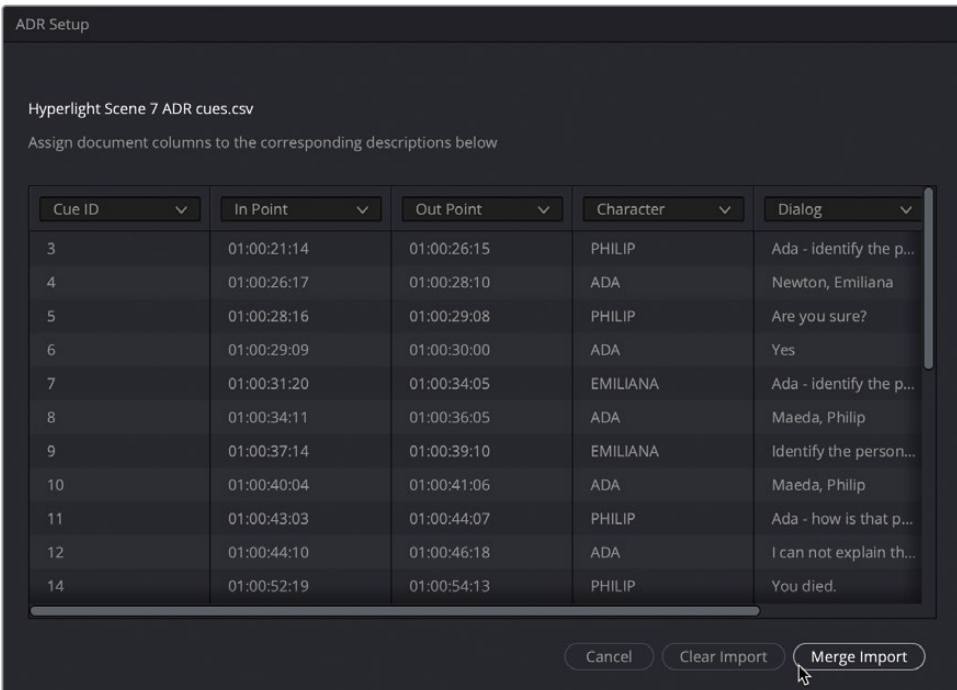 ADR Setup
Hyperlight Scene 7 ADR cues.csv
Assign document columns to the corresponding descriptions below
Cue ID In Point Out Point Character Dialog
3 01:00:21:14 01:00:26:15 PHILIP Ada - identify the p...
4 01:00:26:17 01:00:28:10 ADA Newton, Emiliana
5 01:00:28:16 01:00:29:08 PHILIP Are you sure?
6 01:00:29:09 01:00:30:00 ADA Yes
7 01:00:31:20 01:00:34:05 EMILIANA Ada - identify the p...
8 01:00:34:11 01:00:36:05 ADA Maeda, Philip
9 01:00:37:14 01:00:39:10 EMILIANA Identify the person...
10 01:00:40:04 01:00:41:06 ADA Maeda, Philip
11 01:00:43:03 01:00:44:07 PHILIP Ada - how is that p...
12 01:00:44:10 01:00:46:18 ADA I can not explain th...
14 01:00:52:19 01:00:54:13 PHILIP You died.
Cancel Clear Import Merge Import